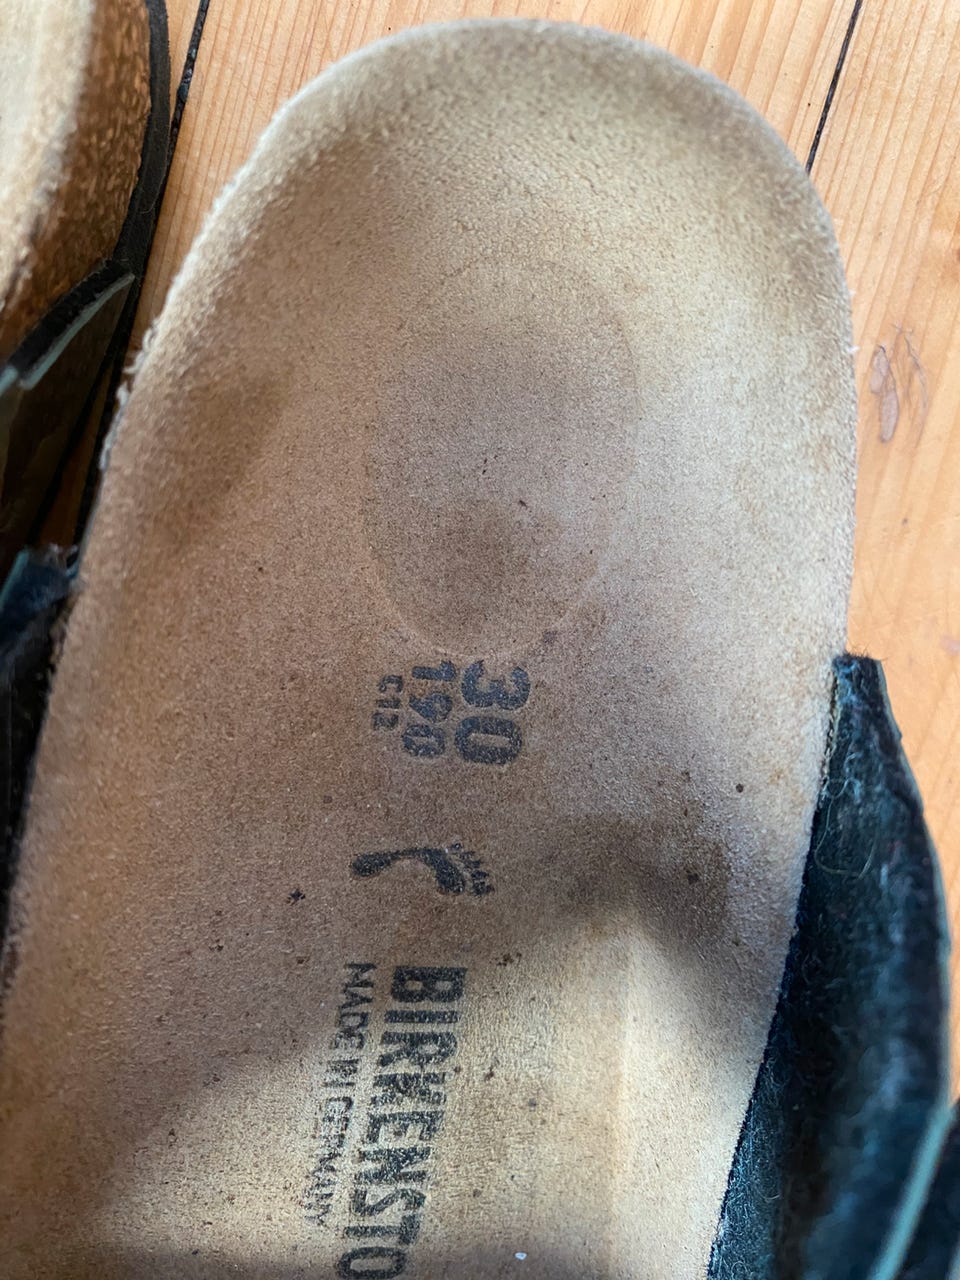 30
190
C12
BIRKENSTO
MADE IN GERMANY